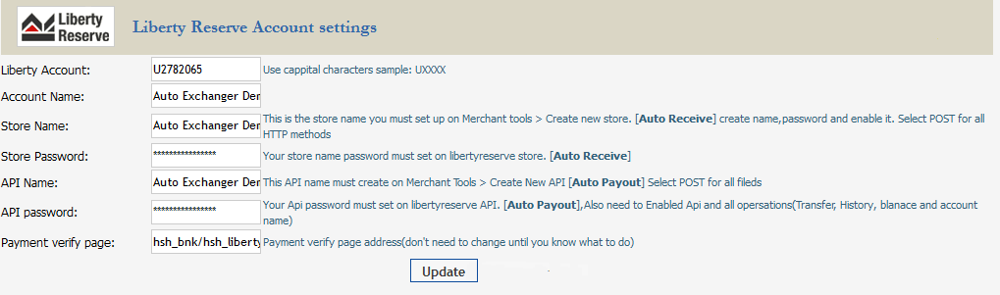 Liberty
Reserve
Liberty Reserve Account settings
Liberty Account: U2782065 Use cappital characters sample: UXXXX
Account Name: Auto Exchanger Der
Store Name: Auto Exchanger Der This is the store name you must set up on Merchant tools > Create new store. [Auto Receive] create name,password and enable it. Select POST for all
HTTP methods
Store Password: **************** Your store name password must set on libertyreserve store. [Auto Receive]
API Name: Auto Exchanger Der This API name must create on Merchant Tools > Create New API [Auto Payout] Select POST for all fileds
API password: **************** Your Api password must set on libertyreserve API. [Auto Payout],Also need to Enabled Api and all opersations(Transfer, History, blanace and account
name)
Payment verify page: hsh_bnk/hsh_liberty Payment verify page address(don't need to change until you know what to do)
Update